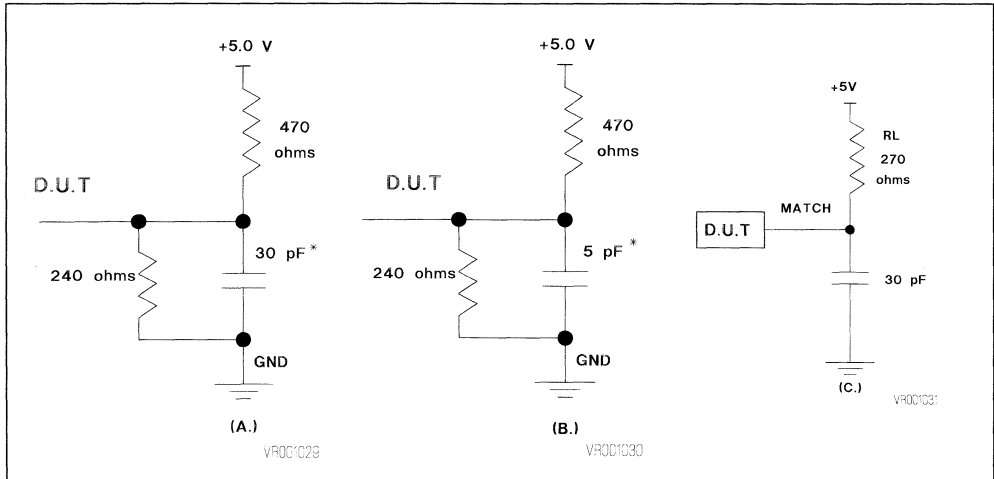 +5.0 V
470
ohms
D.U.T
30 pF*
240 ohms
GND
(A.)
VR001029
+5.0 V
470
ohms
D.U.T
5 pF*
240 ohms
GND
(B.)
VR001030
+5V
RL
270
ohms
MATCH
D.U.T
30 pF
(C.)
VR001031